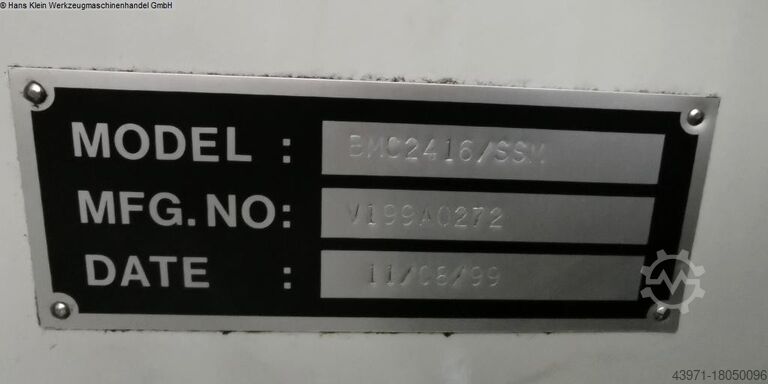 © Hans Klein Werkzeugmaschinenhandel GmbH
MODEL : BMC2416/SSM
MFG.NO: V199A0272
DATE : 11/08/99
43971-18050096